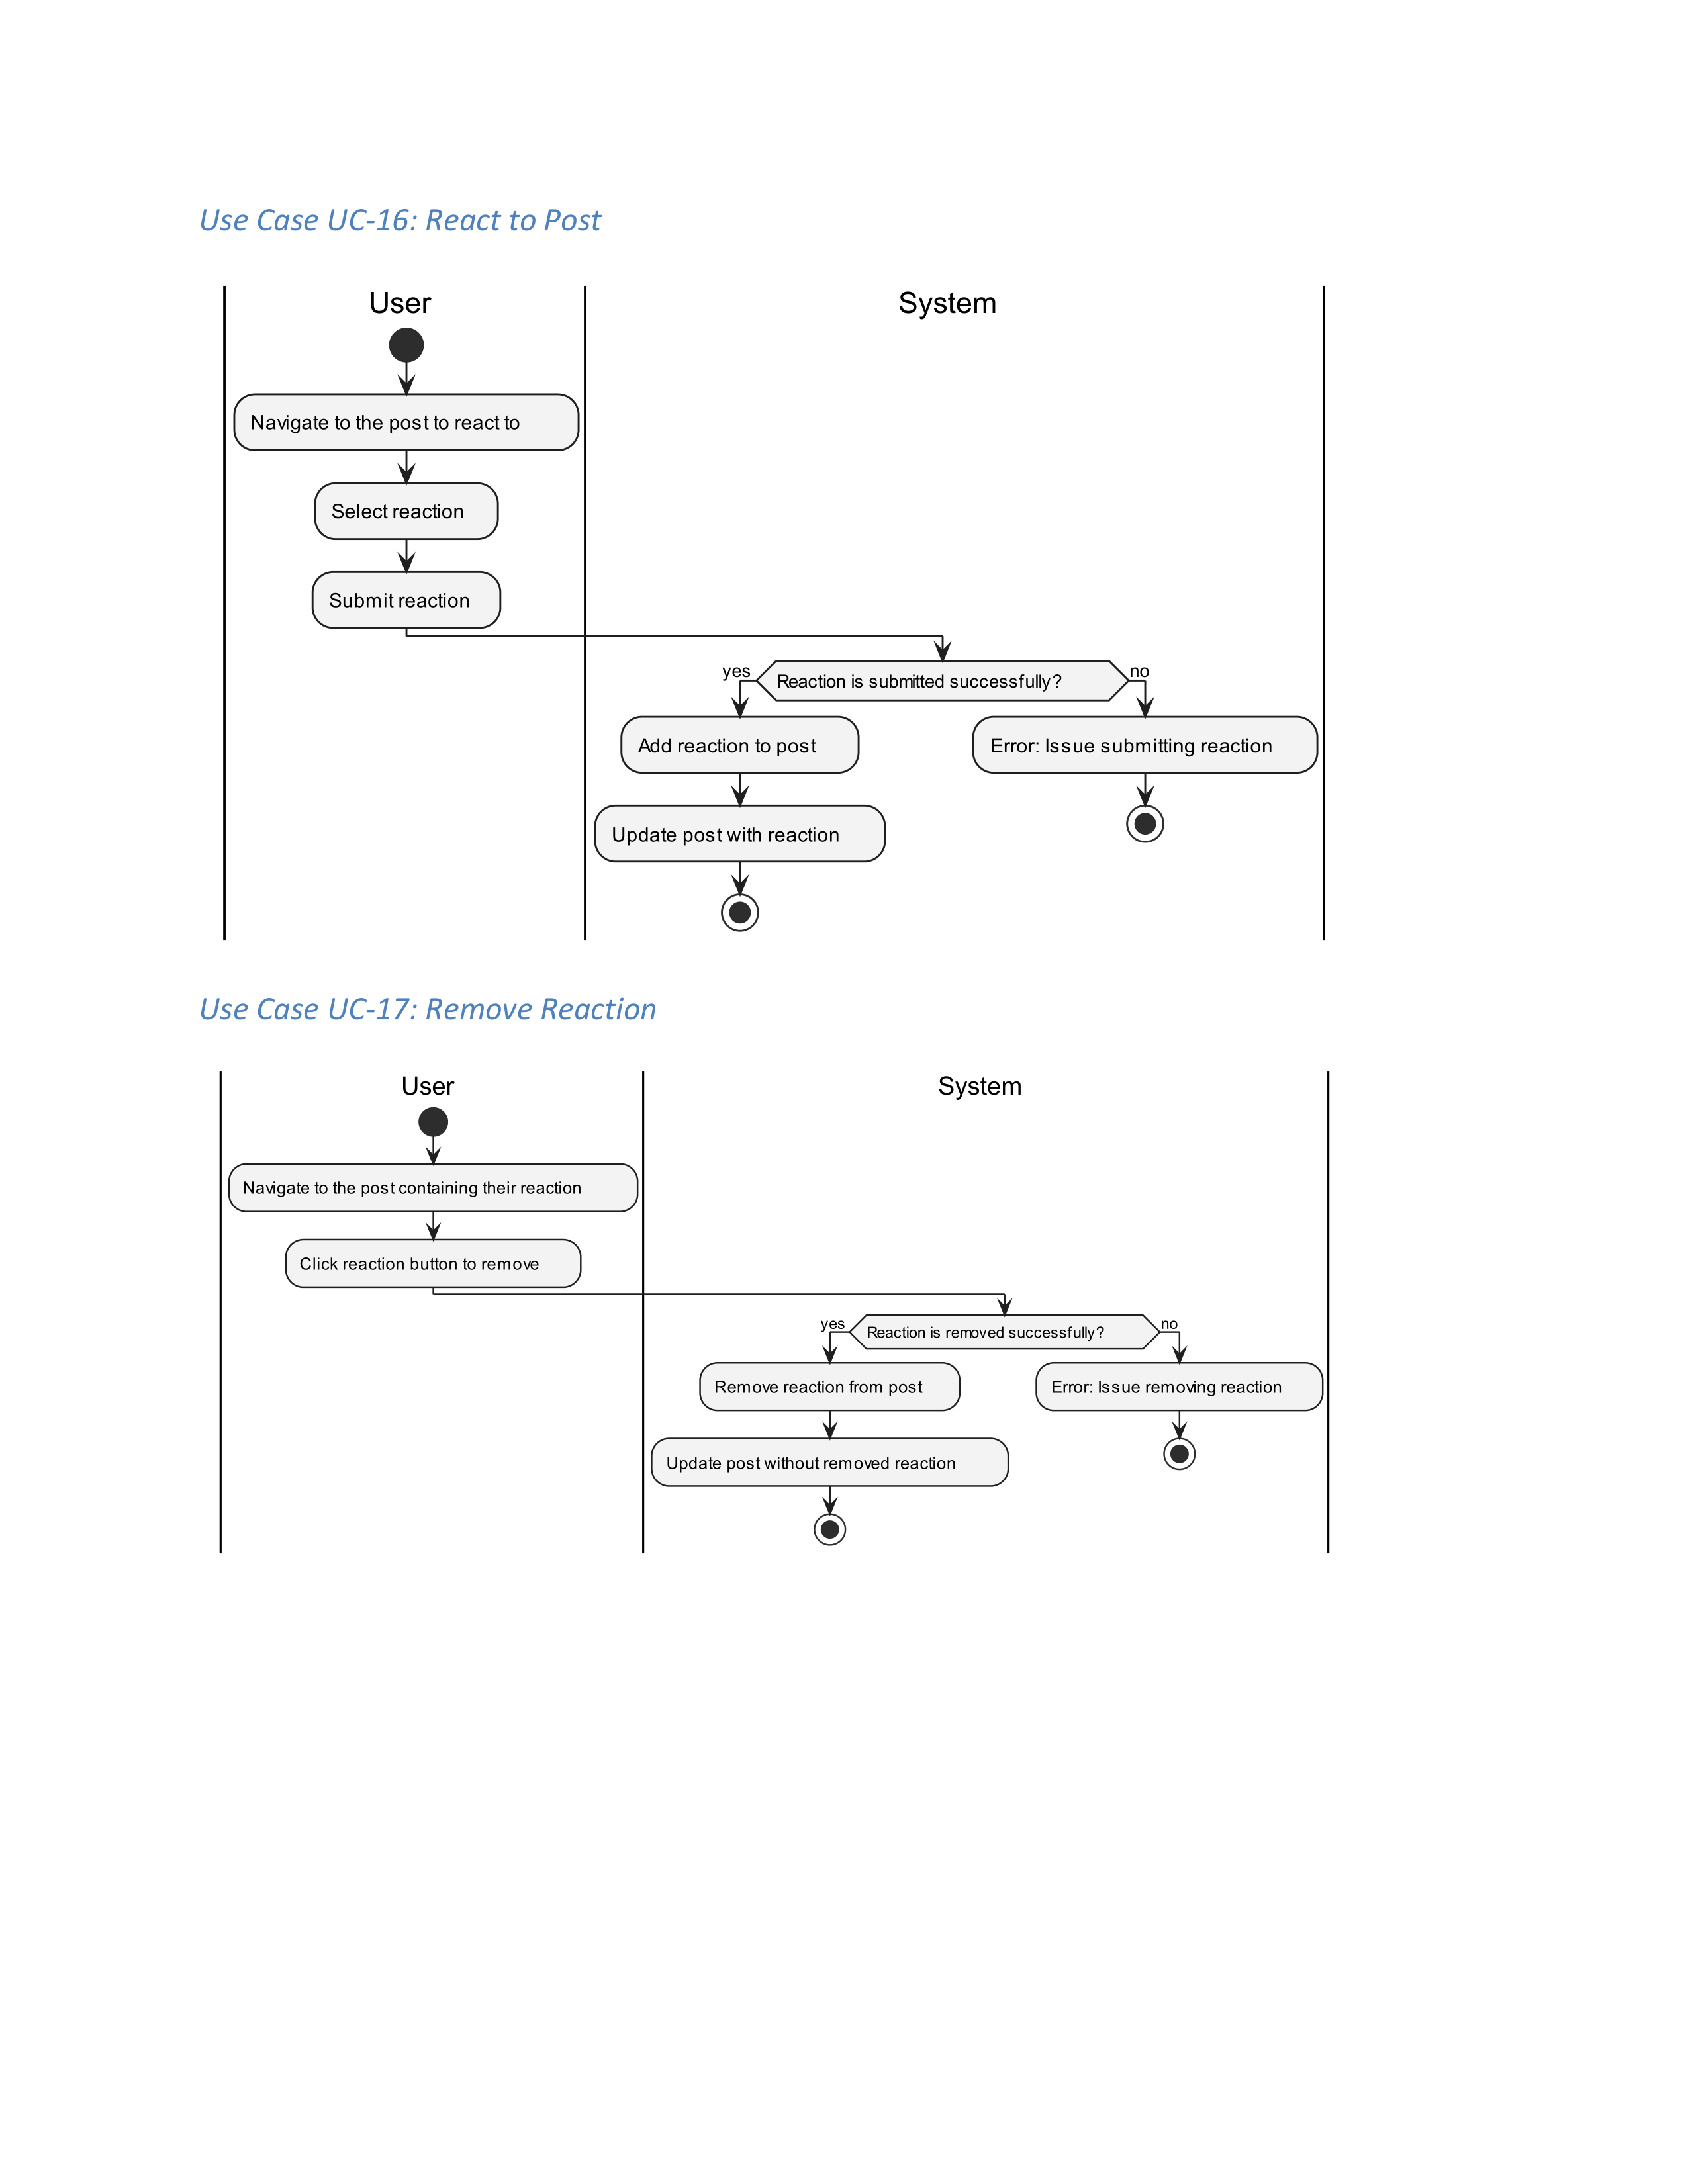 Use Case UC-16: React to Post
User
System
Navigate to the post to react to
Select reaction
Submit reaction
yes
Reaction is submitted successfully?
no
Add reaction to post
Error: Issue submitting reaction
Update post with reaction
Use Case UC-17: Remove Reaction
User
System
Navigate to the post containing their reaction
Click reaction button to remove
yes
Reaction is removed successfully?
no
Remove reaction from post
Error: Issue removing reaction
Update post without removed reaction